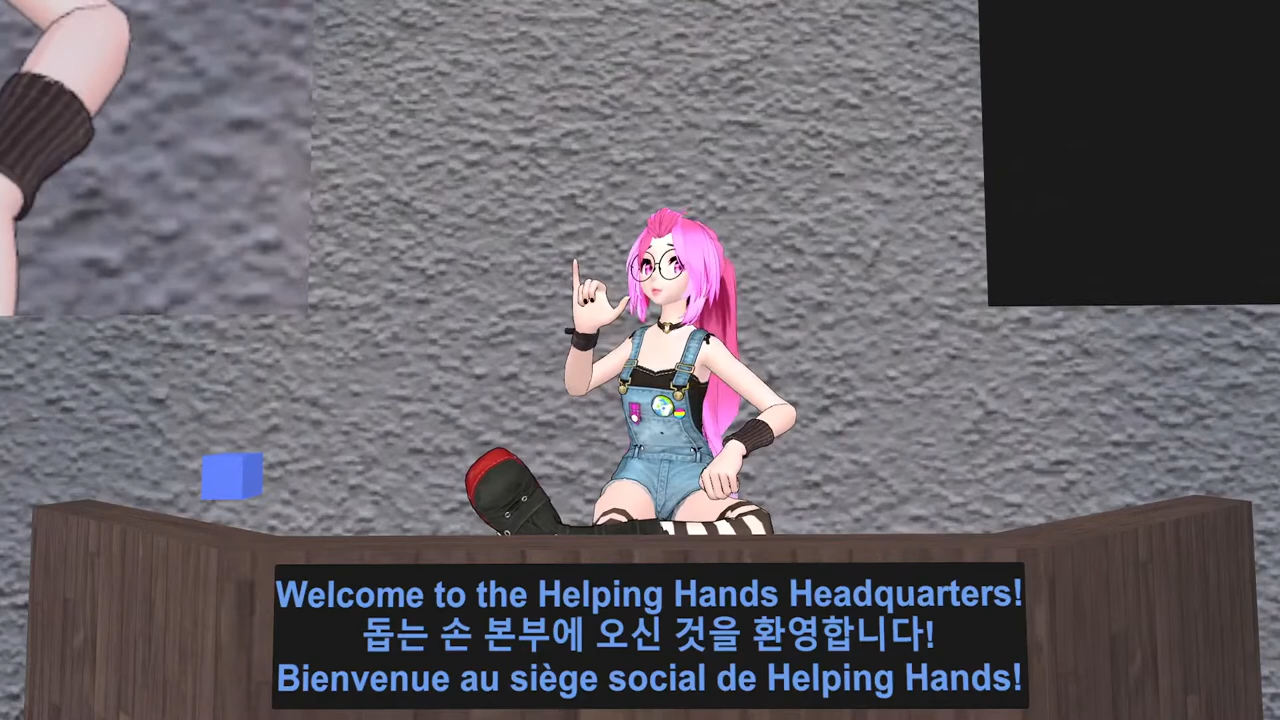 Welcome to the Helping Hands Headquarters!
돕는 손 본부에 오신 것을 환영합니다!
Bienvenue au siège social de Helping Hands!